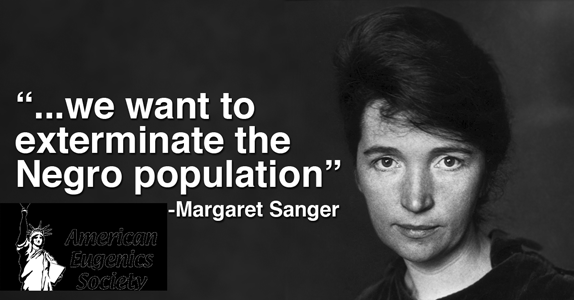 “...we want to
exterminate the
Negro population”
-Margaret Sanger
American
Eugenics
Society